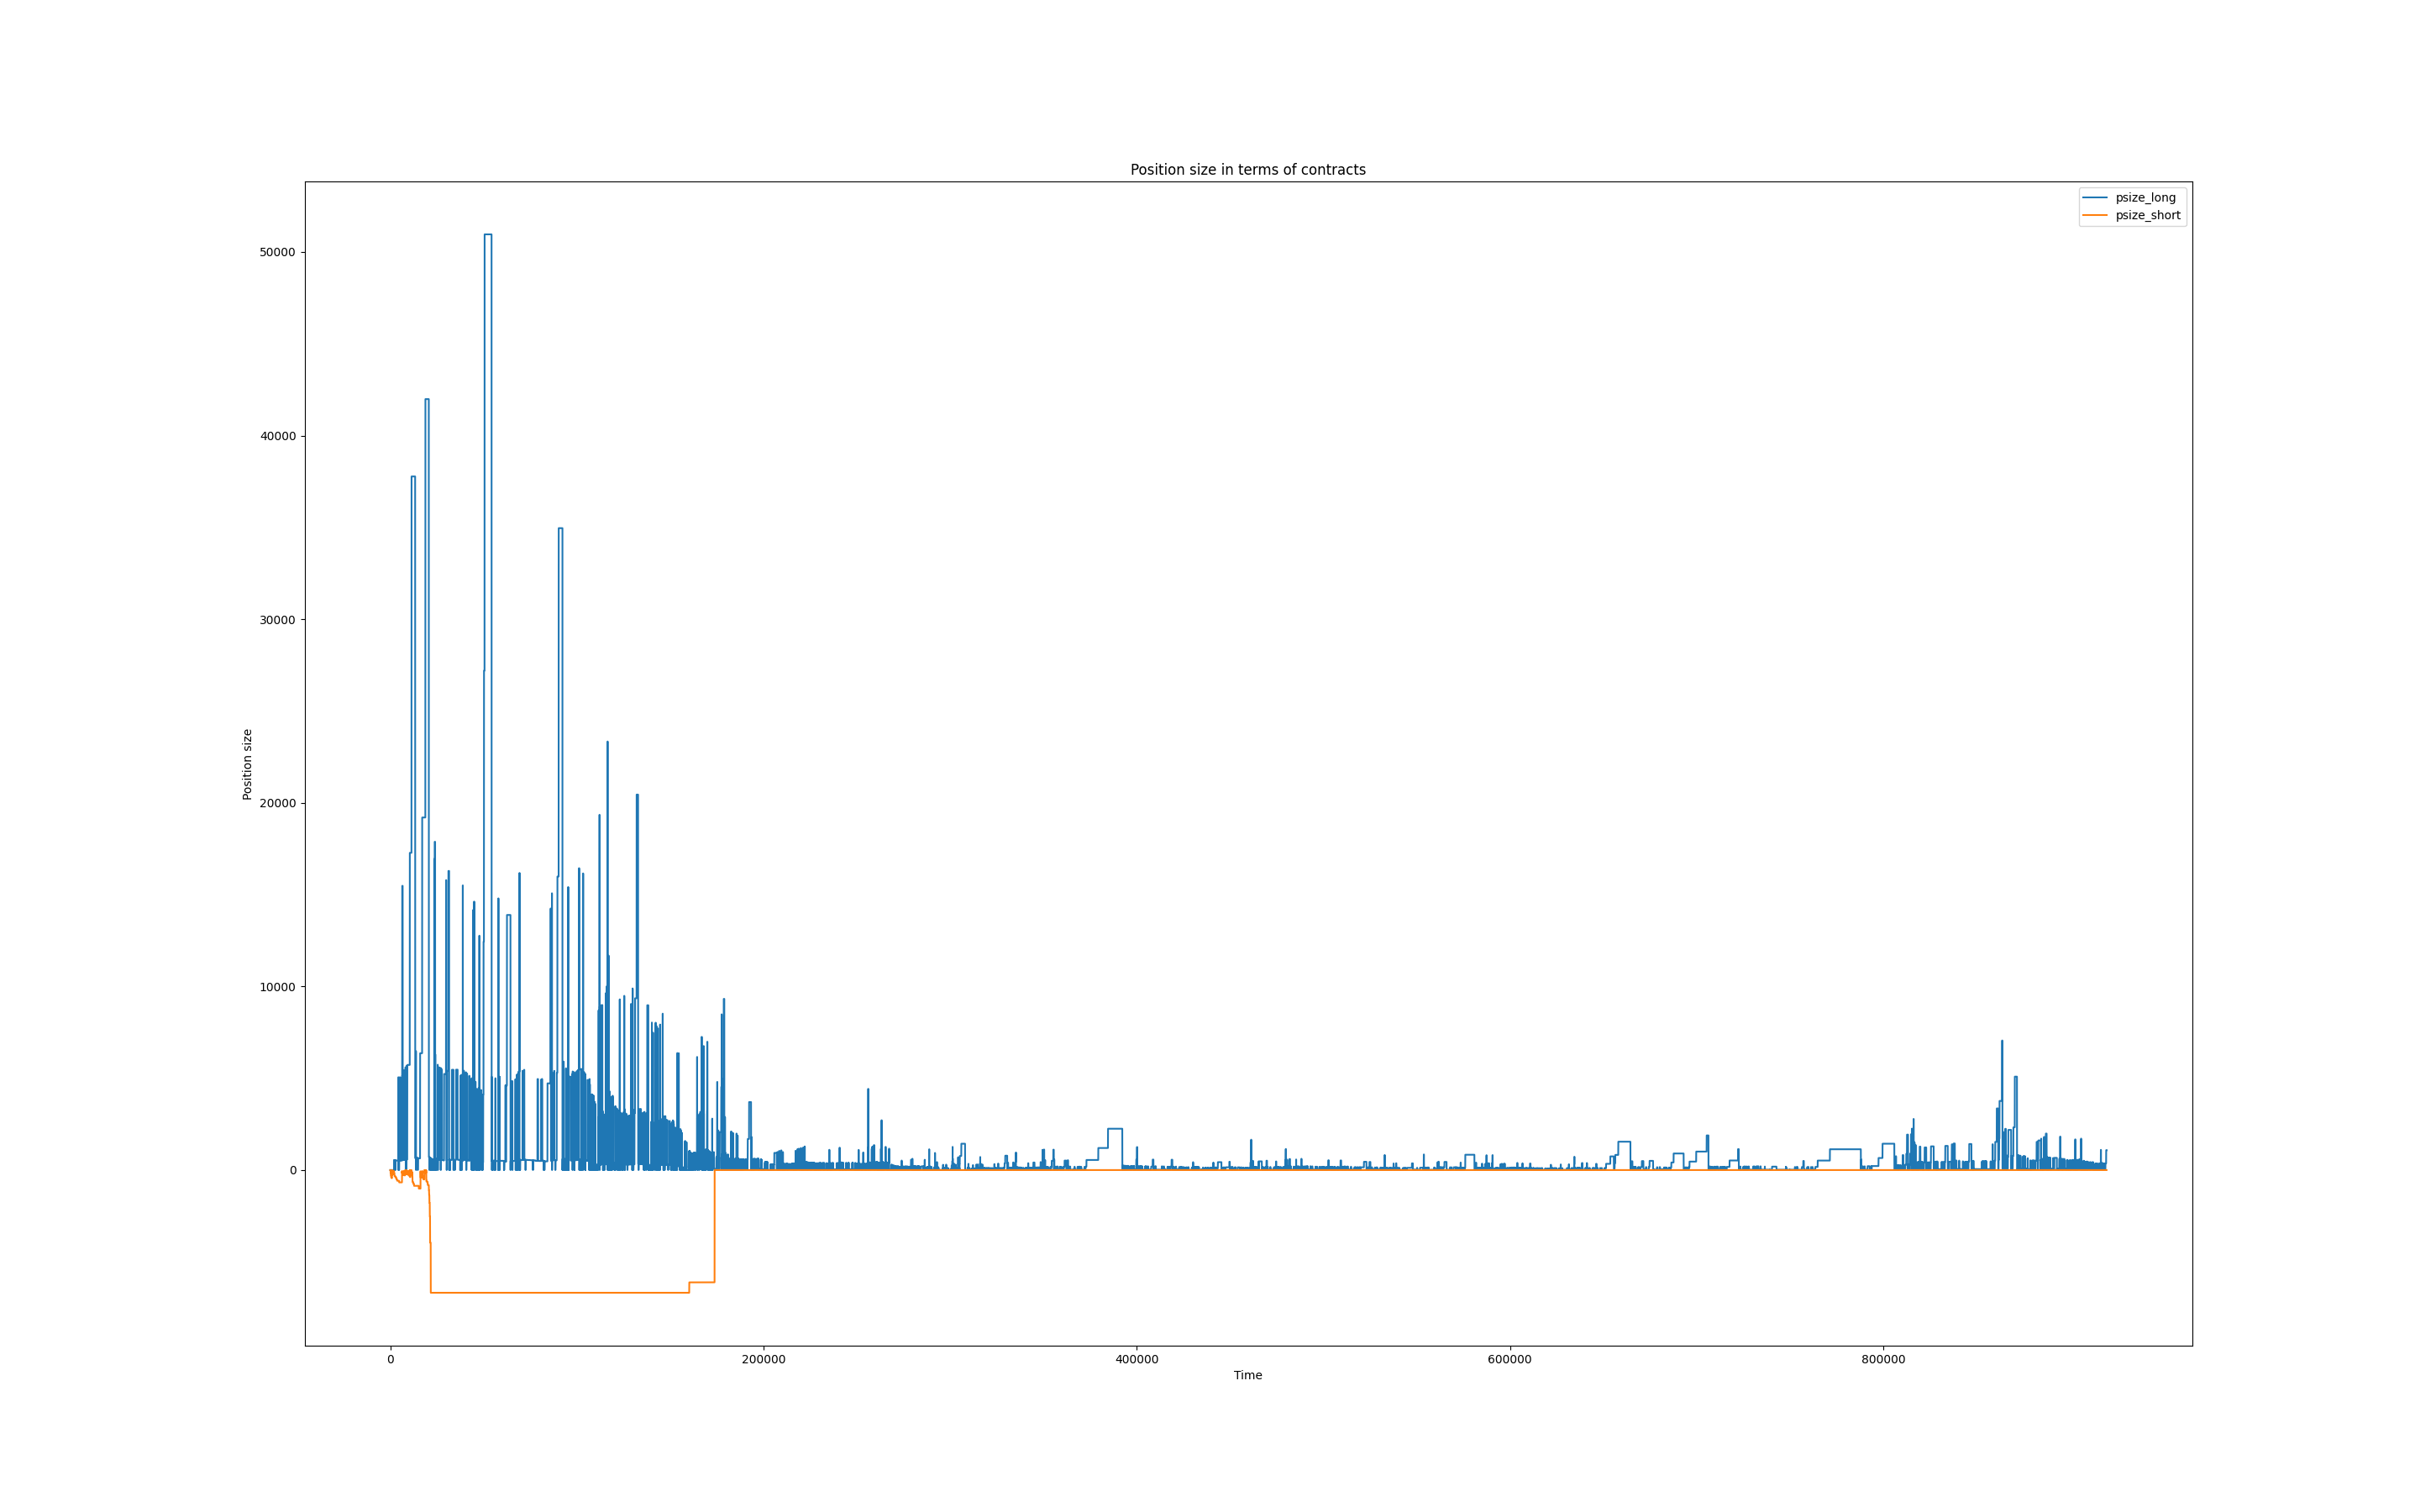 Position size in terms of contracts
psize_long
psize_short
50000
40000
30000
20000
10000
0
Position size
0
200000
400000
600000
800000
Time